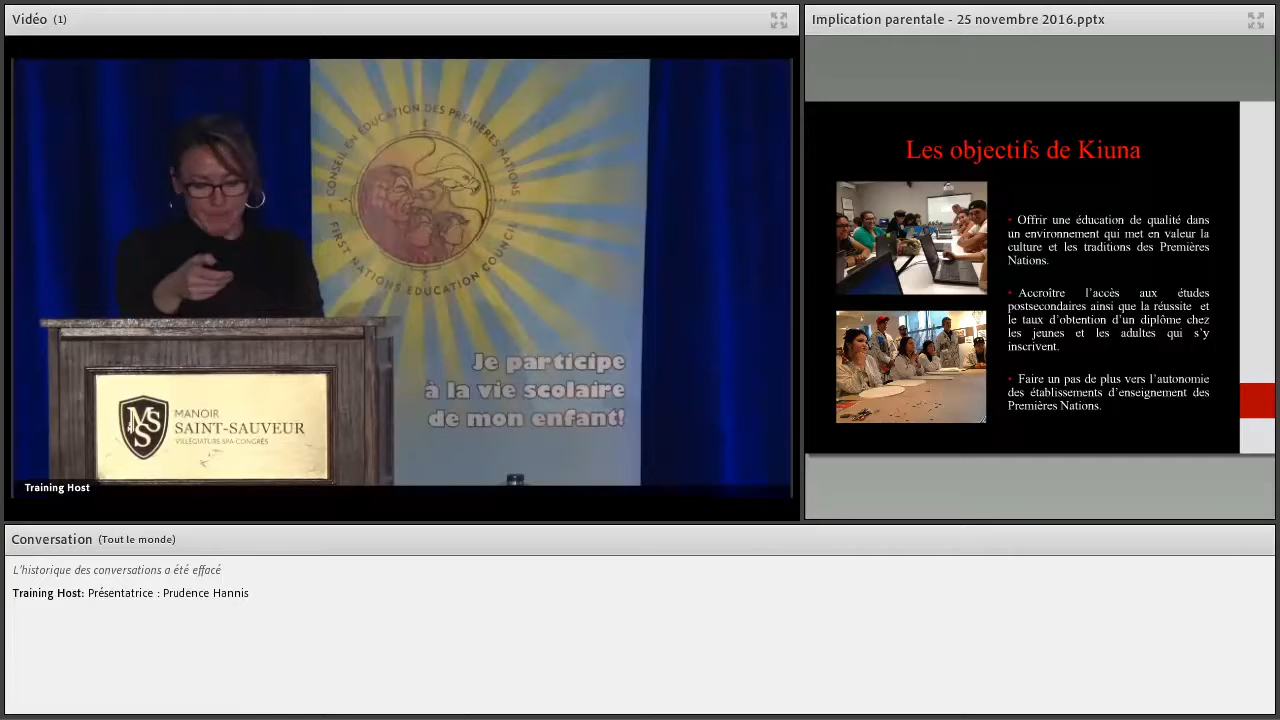 Vidéo (1)
CONSEIL EN ÉDUCATION DES PREMIÈRES NATIONS
FIRST NATIONS EDUCATION COUNCIL
Je participe
à la vie scolaire
de mon enfant!
MSS
MANOIR
SAINT-SAUVEUR
VILLÉGIATURE·SPA·CONGRÈS
Training Host
Implication parentale - 25 novembre 2016.pptx
Les objectifs de Kiuna
• Offrir une éducation de qualité dans
un environnement qui met en valeur la
culture et les traditions des Premières
Nations.
• Accroître l’accès aux études
postsecondaires ainsi que la réussite et
le taux d’obtention d’un diplôme chez
les jeunes et les adultes qui s’y
inscrivent.
• Faire un pas de plus vers l’autonomie
des établissements d’enseignement des
Premières Nations.
Conversation (Tout le monde)
L'historique des conversations a été effacé
Training Host: Présentatrice : Prudence Hannis